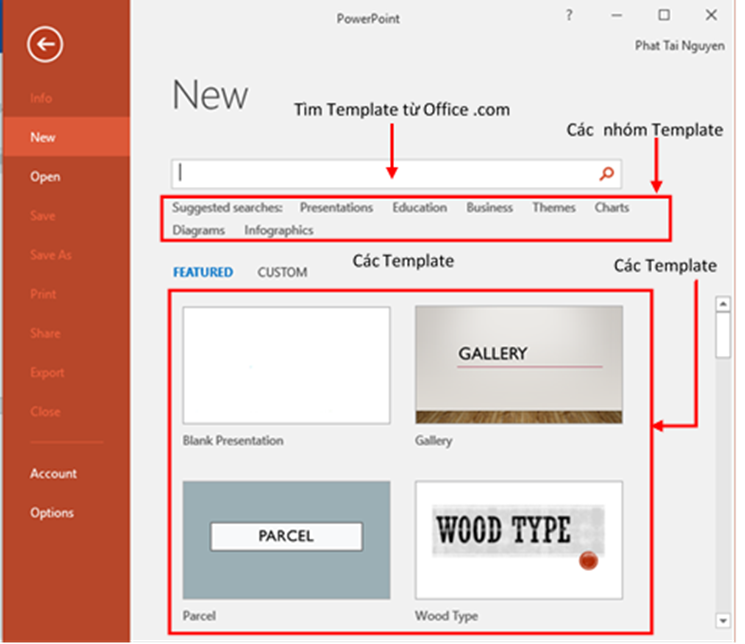 PowerPoint
?
Phat Tai Nguyen
Info
New
Open
Save
Save As
Print
Share
Export
Close
Account
Options
New
Tìm Template từ Office .com
Các nhóm Template
Suggested searches: Presentations Education Business Themes Charts
Diagrams Infographics
FEATURED CUSTOM
Các Template
Các Template
Blank Presentation
GALLERY
Gallery
PARCEL
Parcel
WOOD TYPE
Wood Type